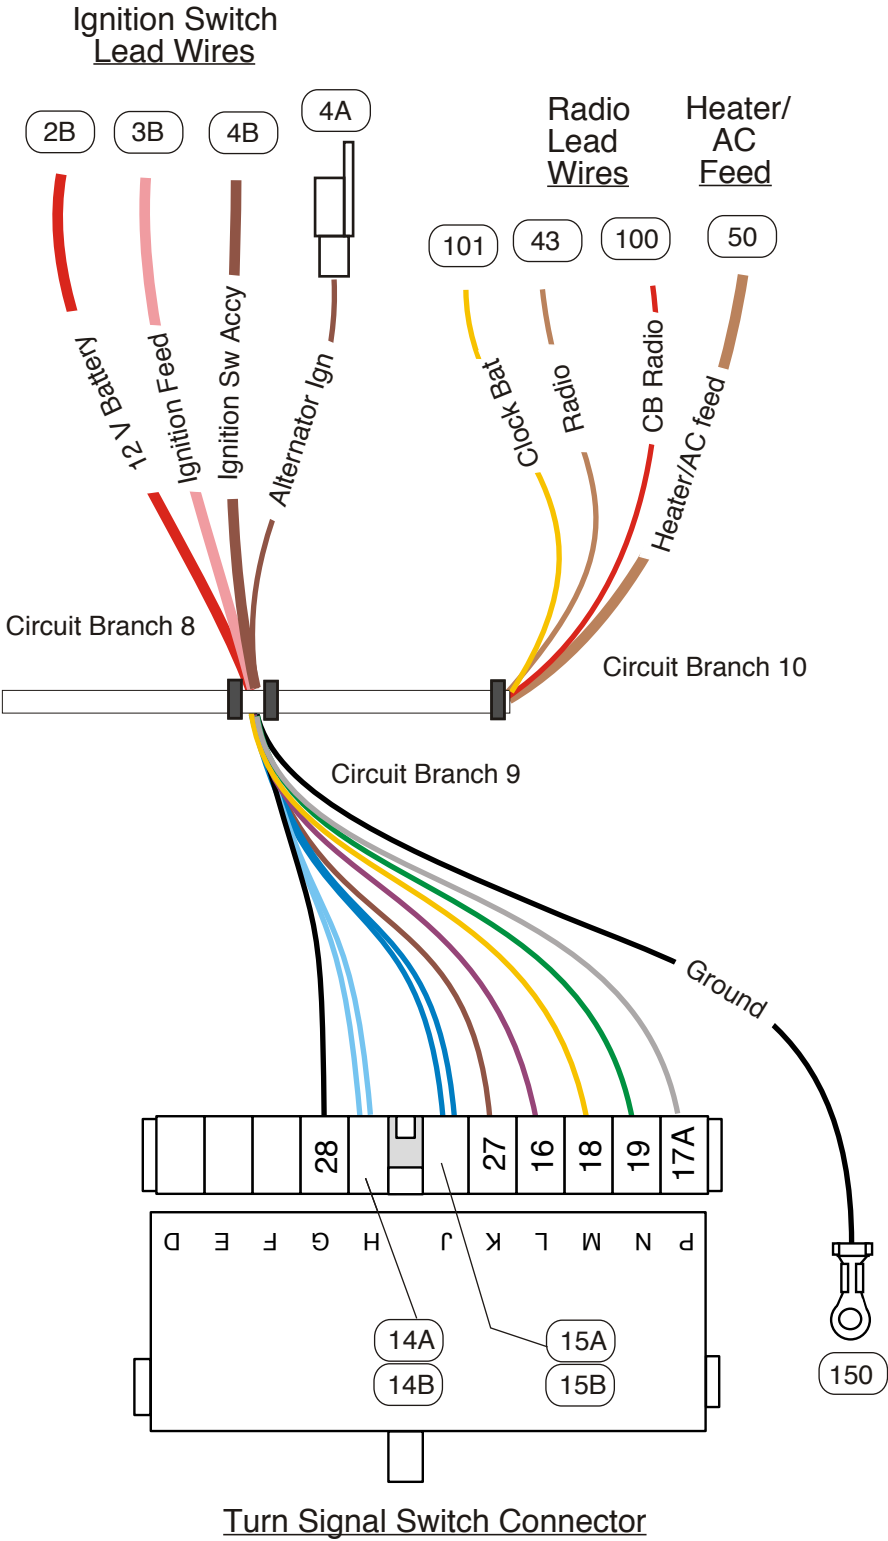 Ignition Switch
Lead Wires
2B
3B
4B
4A
12 V Battery
Ignition Feed
Ignition Sw Accy
Alternator Ign
Radio
Lead
Wires
Heater/
AC
Feed
101
43
100
50
Clock Bat
Radio
CB Radio
Heater/AC feed
Circuit Branch 8
Circuit Branch 10
Circuit Branch 9
Ground
28
27
16
18
19
17A
D
E
F
G
H
J
K
L
M
N
P
14A
14B
15A
15B
150
Turn Signal Switch Connector